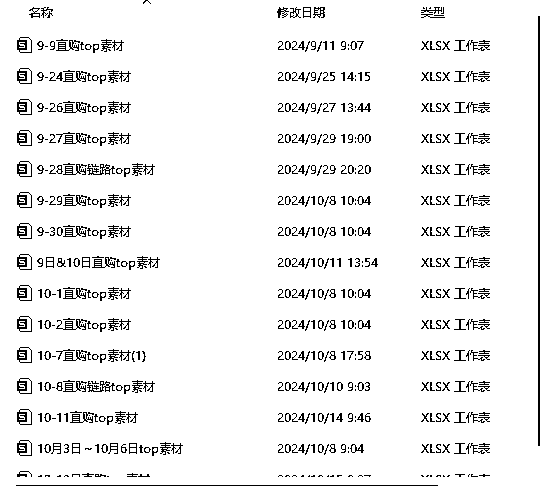 名称 修改日期 类型
9-9直购top素材 2024/9/11 9:07 XLSX 工作表
9-24直购top素材 2024/9/25 14:15 XLSX 工作表
9-26直购top素材 2024/9/27 13:44 XLSX 工作表
9-27直购top素材 2024/9/29 19:00 XLSX 工作表
9-28直购链路top素材 2024/9/29 20:20 XLSX 工作表
9-29直购top素材 2024/10/8 10:04 XLSX 工作表
9-30直购top素材 2024/10/8 10:04 XLSX 工作表
9日&10日直购top素材 2024/10/11 13:54 XLSX 工作表
10-1直购top素材 2024/10/8 10:04 XLSX 工作表
10-2直购top素材 2024/10/8 10:04 XLSX 工作表
10-7直购top素材(1) 2024/10/8 17:58 XLSX 工作表
10-8直购链路top素材 2024/10/10 9:03 XLSX 工作表
10-11直购top素材 2024/10/14 9:46 XLSX 工作表
10月3日~10月6日top素材 2024/10/8 9:04 XLSX 工作表